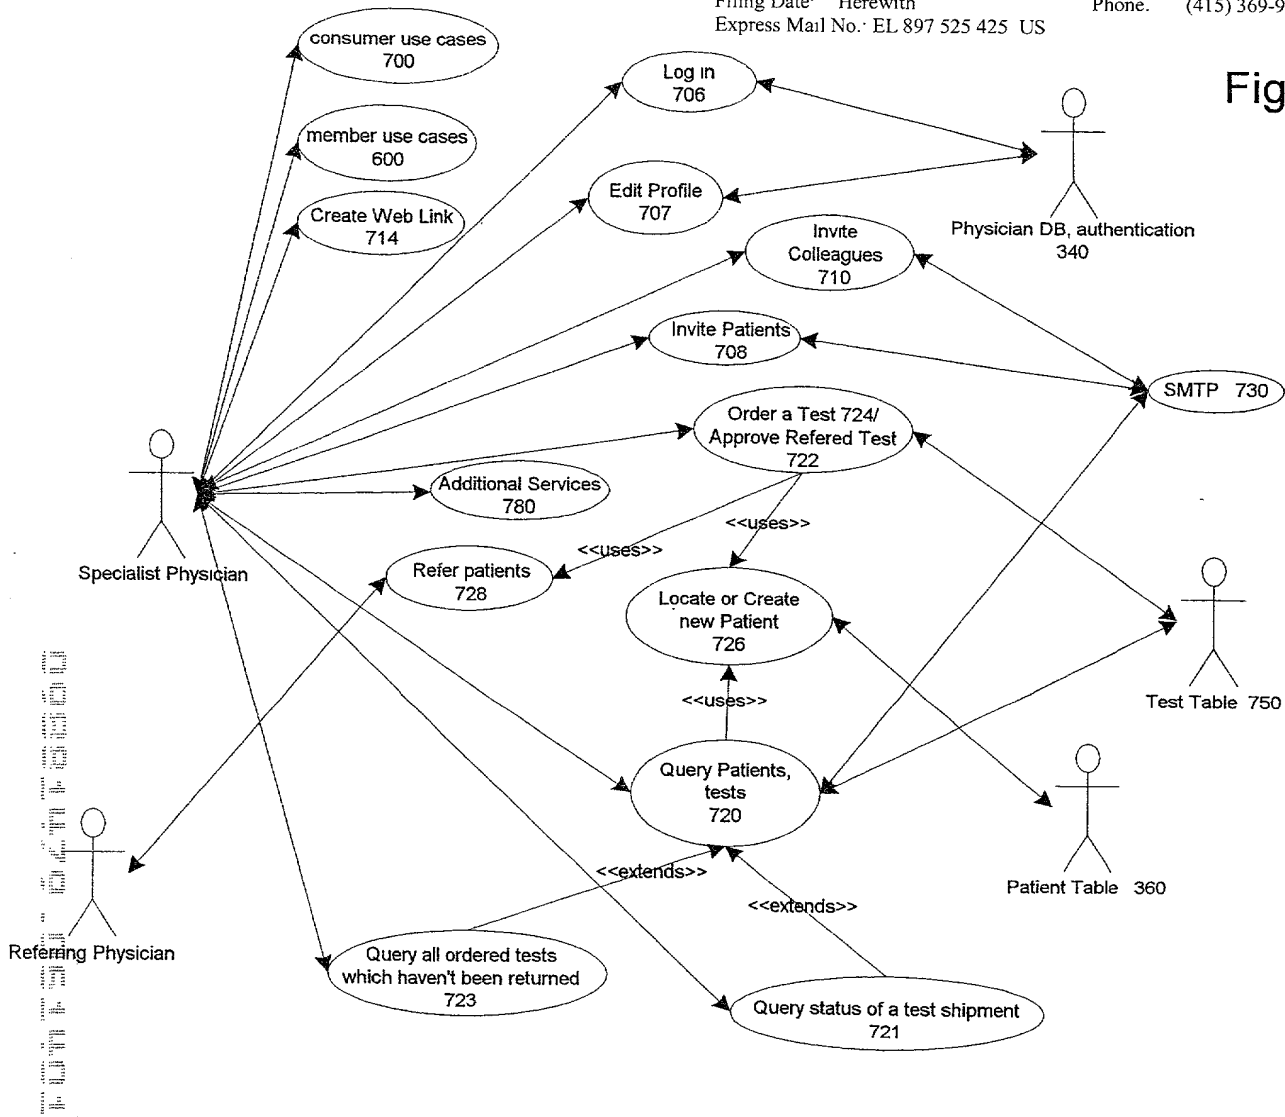 Filing Date· Herewith Phone. (415) 369-9
Express Mail No.· EL 897 525 425 US
Fig
consumer use cases
700
Log in
706
member use cases
600
Create Web Link
714
Edit Profile
707
Physician DB, authentication
340
Invite
Colleagues
710
Invite Patients
708
SMTP 730
Order a Test 724/
Approve Refered Test
722
Additional Services
780
<<uses>>
<<uses>>
Specialist Physician
Refer patients
728
Locate or Create
new Patient
726
<<uses>>
Test Table 750
Query Patients,
tests
720
<<extends>>
Patient Table 360
<<extends>>
Referring Physician
Query all ordered tests
which haven't been returned
723
Query status of a test shipment
721